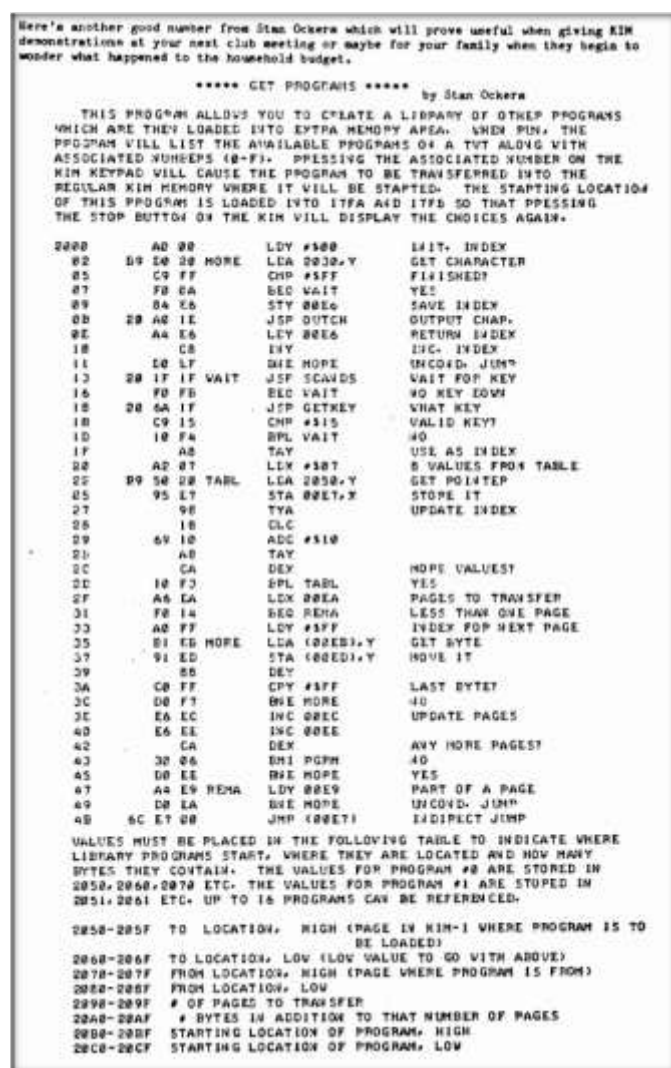 Here's another good number from Stan Ockers which will prove useful when giving KIM
demonstrations at your next club meeting or maybe for your family when they begin to
wonder what happened to the household budget.
***** GET PROGRAMS *****
by Stan Ockers
THIS PROGRAM ALLOWS YOU TO CREATE A LIBRARY OF OTHER PROGRAMS
WHICH ARE THEN LOADED INTO EXTRA MEMORY AREA. WHEN RUN, THE
PROGRAM WILL LIST THE AVAILABLE PROGRAMS ON A TVT ALONG WITH
ASSOCIATED NUMBERS (0-F). PRESSING THE ASSOCIATED NUMBER ON THE
KIM KEYPAD WILL CAUSE THE PROGRAM TO BE TRANSFERRED INTO THE
REGULAR KIM MEMORY WHERE IT WILL BE STARTED. THE STARTING LOCATION
OF THIS PROGRAM IS LOADED INTO 17FA AND 17FB SO THAT PRESSING
THE STOP BUTTON ON THE KIM WILL DISPLAY THE CHOICES AGAIN.
2000 A0 00 LDY #$00 INIT. INDEX
02 B9 D0 20 MORE LDA 20D0,Y GET CHARACTER
05 C9 FF CMP #$FF FINISHED?
07 F0 0A BEQ WAIT YES
09 84 E6 STY 00E6 SAVE INDEX
0B 20 A0 1E JSR OUTCH OUTPUT CHAR.
0E A4 E6 LDY 00E6 RETURN INDEX
10 C8 INY INC. INDEX
11 D0 EF BNE MORE UNCOND. JUMP
13 20 1F 1F WAIT JSR SCANDS WAIT FOR KEY
16 F0 FB BEQ WAIT NO KEY DOWN
18 20 6A 1F JSR GETKEY WHAT KEY
1B C9 15 CMP #$15 VALID KEY?
1D 10 F4 BPL WAIT NO
1F A8 TAY USE AS INDEX
20 A2 07 LDX #$07 8 VALUES FROM TABLE
22 B9 50 20 TABL LDA 2050,Y GET POINTER
25 95 E7 STA 00E7,X STORE IT
27 98 TYA UPDATE INDEX
28 18 CLC
29 69 10 ADC #$10
2B A8 TAY
2C CA DEX MORE VALUES?
2D 10 F3 BPL TABL YES
2F A6 EA LDX 00EA PAGES TO TRANSFER
31 F0 14 BEQ REMA LESS THAN ONE PAGE
33 A0 FF LDY #$FF INDEX FOR NEXT PAGE
35 B1 EB MORE LDA (00EB),Y GET BYTE
37 91 ED STA (00ED),Y MOVE IT
39 88 DEY
3A C0 FF CPY #$FF LAST BYTE?
3C D0 F7 BNE MORE NO
3E E6 EC INC 00EC UPDATE PAGES
40 E6 EE INC 00EE
42 CA DEX ANY MORE PAGES?
43 30 06 BMI PGRM NO
45 D0 EE BNE MORE YES
47 A4 E9 REMA LDY 00E9 PART OF A PAGE
49 D0 EA BNE MORE UNCOND. JUMP
4B 6C E7 00 JMP (00E7) INDIRECT JUMP
VALUES MUST BE PLACED IN THE FOLLOWING TABLE TO INDICATE WHERE
LIBRARY PROGRAMS START, WHERE THEY ARE LOCATED AND HOW MANY
BYTES THEY CONTAIN. THE VALUES FOR PROGRAM #0 ARE STORED IN
2050,2060,2070 ETC. THE VALUES FOR PROGRAM #1 ARE STORED IN
2051,2061 ETC. UP TO 16 PROGRAMS CAN BE REFERENCED.
2050-205F TO LOCATION, HIGH (PAGE IN KIM-1 WHERE PROGRAM IS TO
BE LOADED)
2060-206F TO LOCATION, LOW (LOW VALUE TO GO WITH ABOVE)
2070-207F FROM LOCATION, HIGH (PAGE WHERE PROGRAM IS FROM)
2080-208F FROM LOCATION, LOW
2090-209F # OF PAGES TO TRANSFER
20A0-20AF # BYTES IN ADDITION TO THAT NUMBER OF PAGES
20B0-20BF STARTING LOCATION OF PROGRAM, HIGH
20C0-20CF STARTING LOCATION OF PROGRAM, LOW